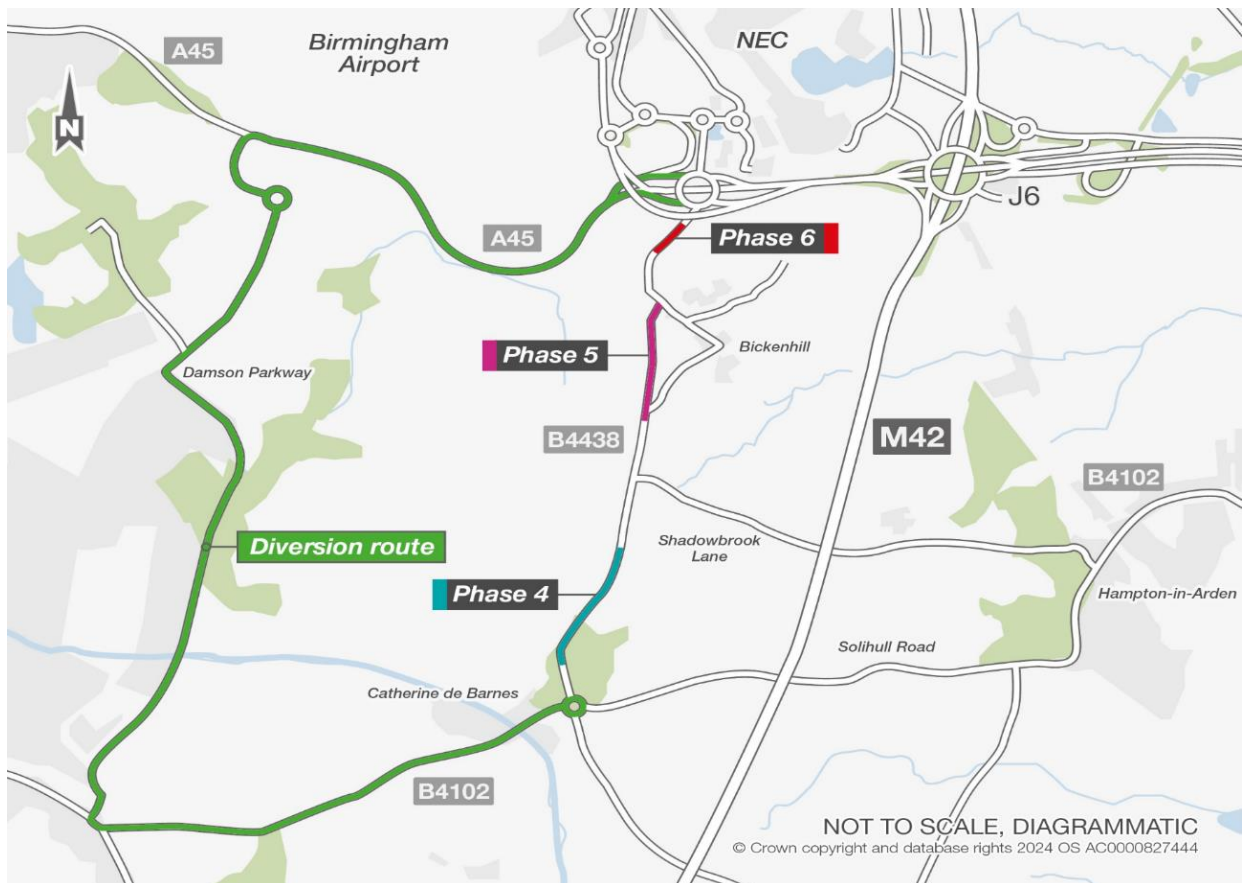 A45
Birmingham
Airport
NEC
N
J6
A45
Phase 6
Phase 5
Bickenhill
Damson Parkway
B4438
M42
B4102
Diversion route
Shadowbrook
Lane
Phase 4
Hampton-in-Arden
Solihull Road
Catherine de Barnes
B4102
NOT TO SCALE, DIAGRAMMATIC
© Crown copyright and database rights 2024 OS AC0000827444